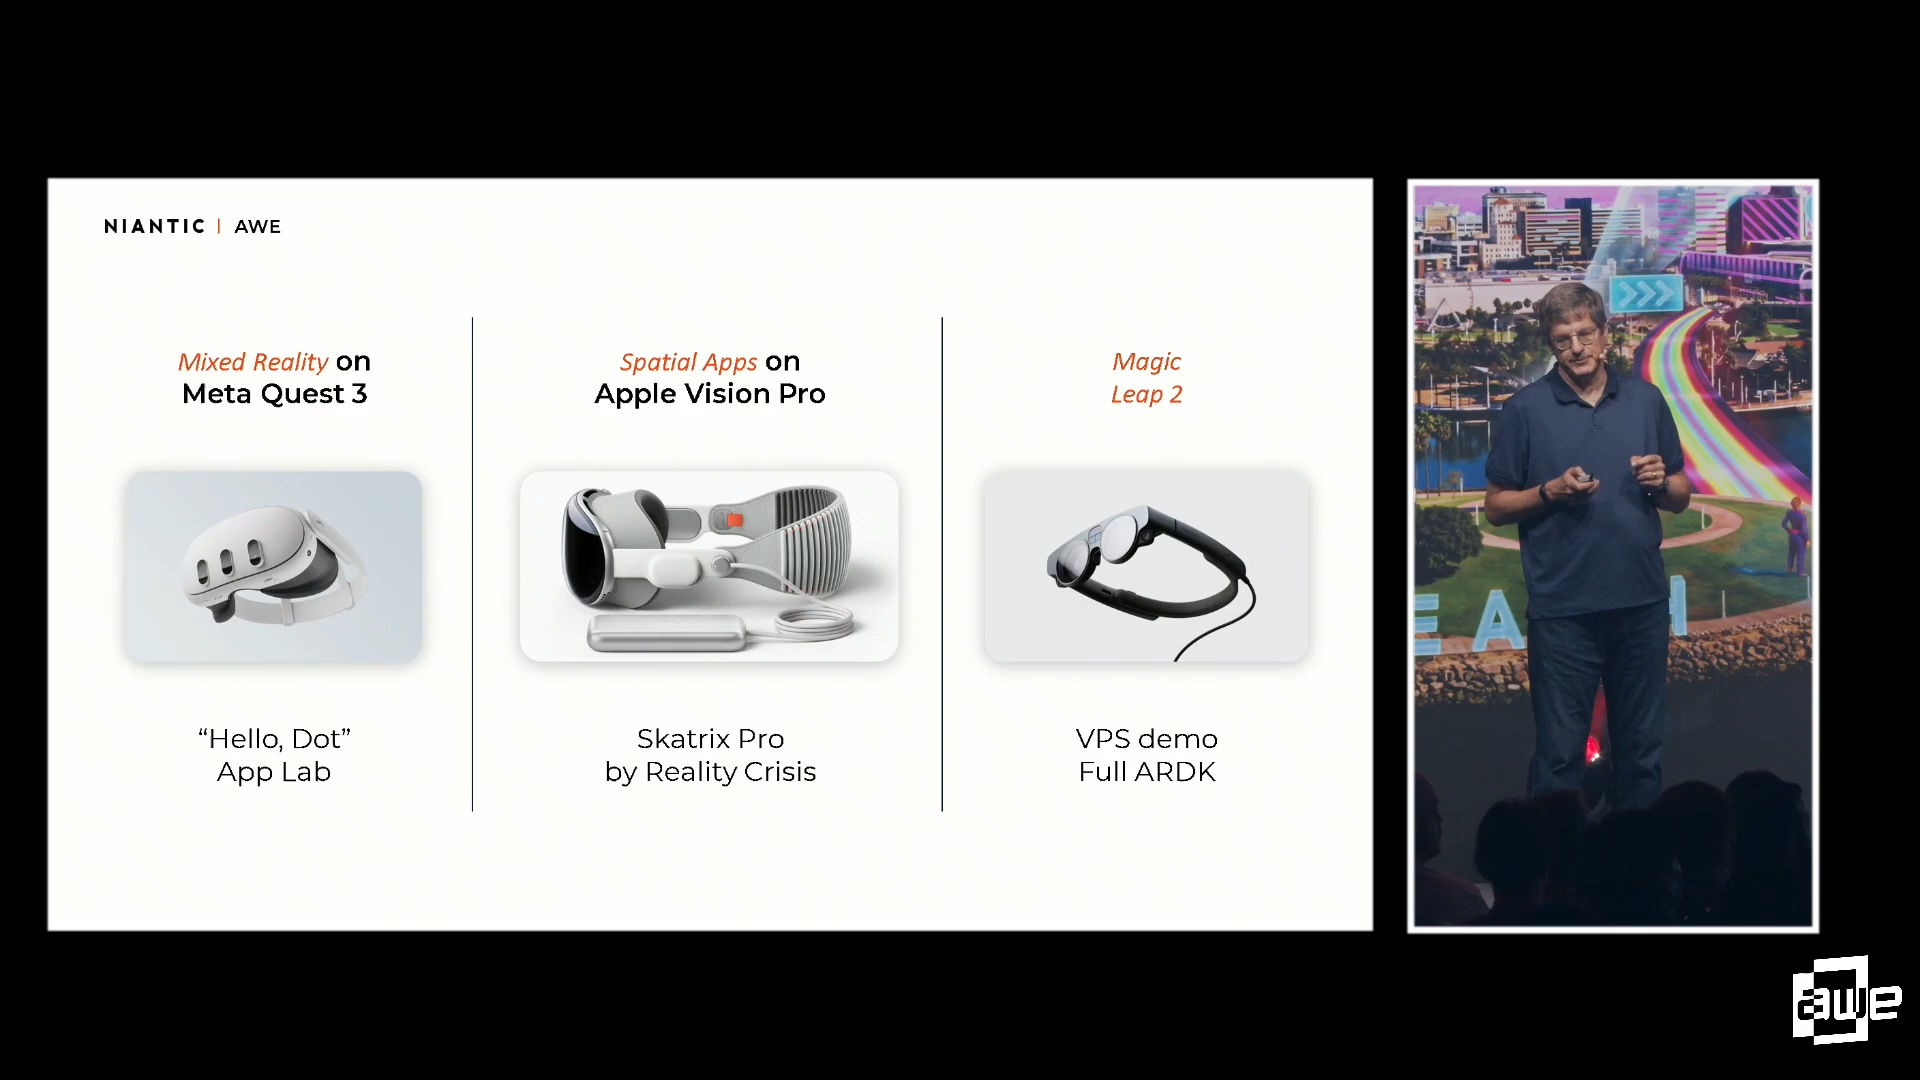 NIANTIC | AWE
Mixed Reality on
Meta Quest 3
Spatial Apps on
Apple Vision Pro
Magic
Leap 2
“Hello, Dot”
App Lab
Skatrix Pro
by Reality Crisis
VPS demo
Full ARDK
EA H
awe